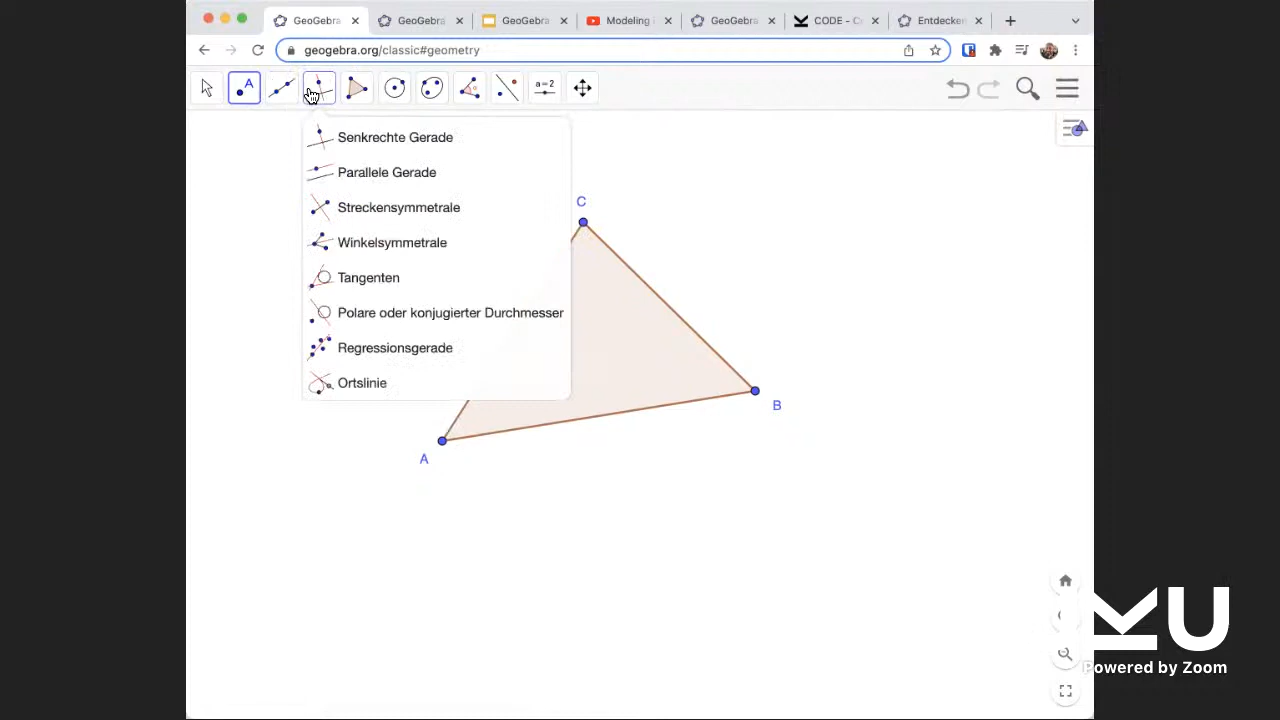 GeoGebra
GeoGebra
GeoGebra
Modeling
GeoGebra
CODE - C
Entdecken
geogebra.org/classic#geometry
A
a=2
Senkrechte Gerade
Parallele Gerade
Streckensymmetrale
Winkelsymmetrale
Tangenten
Polare oder konjugierter Durchmesser
Regressionsgerade
Ortslinie
C
B
A
KU
Powered by Zoom